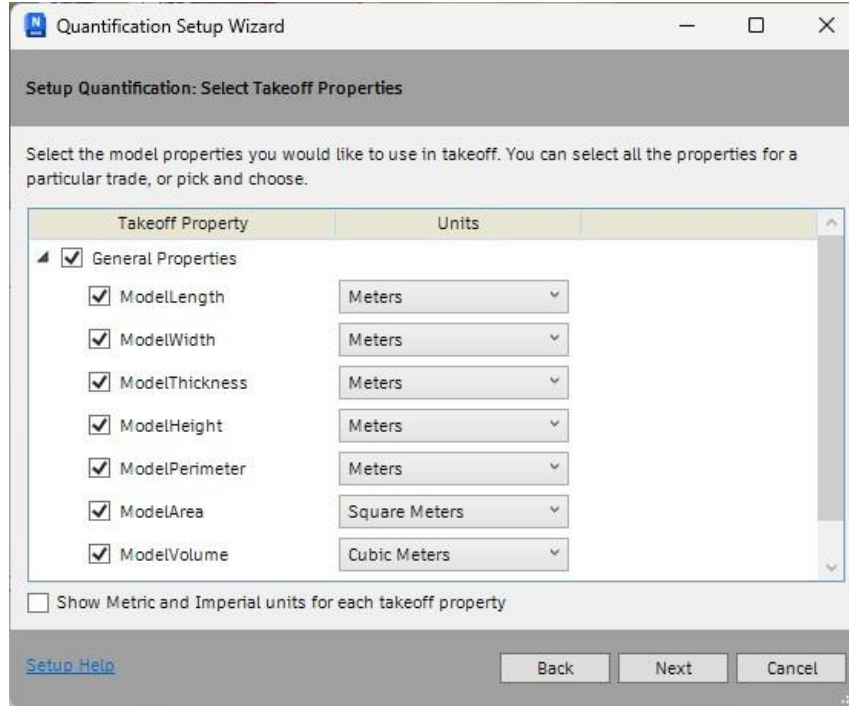 N
Quantification Setup Wizard
Setup Quantification: Select Takeoff Properties
Select the model properties you would like to use in takeoff. You can select all the properties for a
particular trade, or pick and choose.
Takeoff Property Units
General Properties
ModelLength Meters
ModelWidth Meters
ModelThickness Meters
ModelHeight Meters
ModelPerimeter Meters
ModelArea Square Meters
ModelVolume Cubic Meters
Show Metric and Imperial units for each takeoff property
Setup Help Back Next Cancel